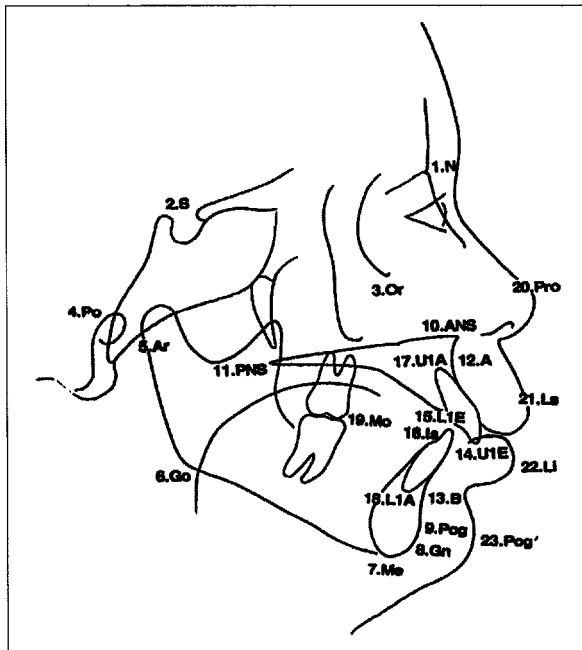 1.N
2.S
3.Or
20.Pro
4.Po
10.ANS
5.Ar
17.U1A 12.A
11.PNS
21.Ls
15.L1E
19.Mo
16.Is
14.U1E
22.Li
6.Go
18.L1A 13.B
9.Pog
23.Pog'
8.Gn
7.Me